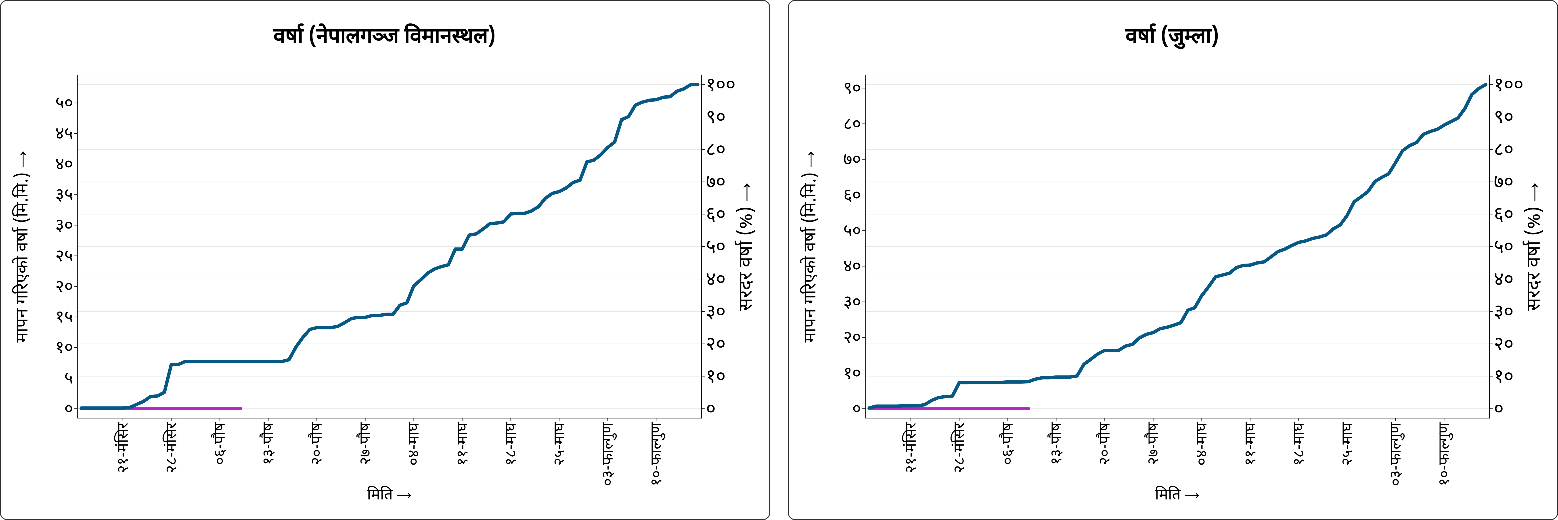 वर्षा (नेपालगञ्ज विमानस्थल)
मापन गरिएको वर्षा (मि.मि.) →
५०
४५
४०
३५
३०
२५
२०
१५
१०
५
०
१००
९०
८०
७०
६०
५०
४०
३०
२०
१०
०
सरदर वर्षा (%) →
२१-मंसिर
२८-मंसिर
०६-पौष
१३-पौष
२०-पौष
२७-पौष
०४-माघ
११-माघ
१८-माघ
२५-माघ
०३-फाल्गुण
१०-फाल्गुण
मिति →
वर्षा (जुम्ला)
मापन गरिएको वर्षा (मि.मि.) →
९०
८०
७०
६०
५०
४०
३०
२०
१०
०
१००
९०
८०
७०
६०
५०
४०
३०
२०
१०
०
सरदर वर्षा (%) →
२१-मंसिर
२८-मंसिर
०६-पौष
१३-पौष
२०-पौष
२७-पौष
०४-माघ
११-माघ
१८-माघ
२५-माघ
०३-फाल्गुण
१०-फाल्गुण
मिति →